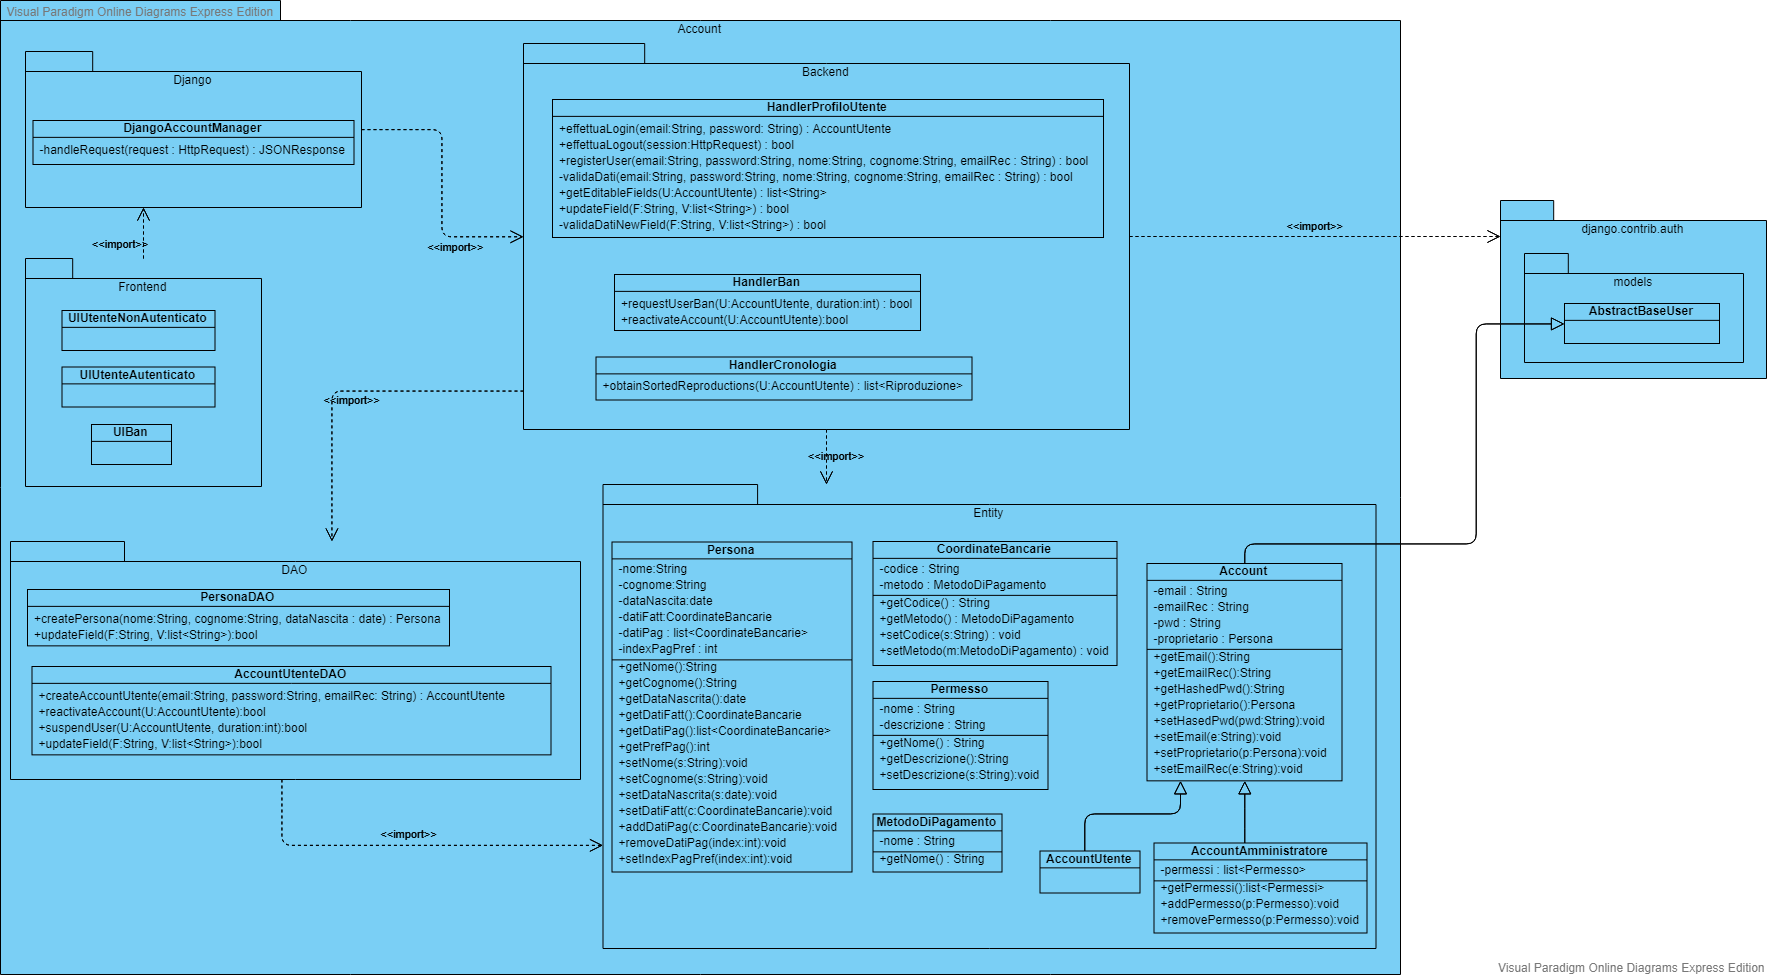 Visual Paradigm Online Diagrams Express Edition
Account
Django
DjangoAccountManager
-handleRequest(request : HttpRequest) : JSONResponse
<<import>>
<<import>>
Frontend
UIUtenteNonAutenticato
UIUtenteAutenticato
UIBan
Backend
HandlerProfiloUtente
+effettuaLogin(email:String, password: String) : AccountUtente
+effettuaLogout(session:HttpRequest) : bool
+registerUser(email:String, password:String, nome:String, cognome:String, emailRec : String) : bool
-validaDati(email:String, password:String, nome:String, cognome:String, emailRec : String) : bool
+getEditableFields(U:AccountUtente) : list<String>
+updateField(F:String, V:list<String>) : bool
-validaDatiNewField(F:String, V:list<String>) : bool
HandlerBan
+requestUserBan(U:AccountUtente, duration:int) : bool
+reactivateAccount(U:AccountUtente):bool
HandlerCronologia
+obtainSortedReproductions(U:AccountUtente) : list<Riproduzione>
<<import>>
<<import>>
<<import>>
django.contrib.auth
models
AbstractBaseUser
DAO
PersonaDAO
+createPersona(nome:String, cognome:String, dataNascita : date) : Persona
+updateField(F:String, V:list<String>):bool
AccountUtenteDAO
+createAccountUtente(email:String, password:String, emailRec: String) : AccountUtente
+reactivateAccount(U:AccountUtente):bool
+suspendUser(U:AccountUtente, duration:int):bool
+updateField(F:String, V:list<String>):bool
<<import>>
Entity
Persona
-nome:String
-cognome:String
-dataNascita:date
-datiFatt:CoordinateBancarie
-datiPag : list<CoordinateBancarie>
-indexPagPref : int
+getNome():String
+getCognome():String
+getDataNascrita():date
+getDatiFatt():CoordinateBancarie
+getDatiPag():list<CoordinateBancarie>
+getPrefPag():int
+setNome(s:String):void
+setCognome(s:String):void
+setDataNascrita(s:date):void
+setDatiFatt(c:CoordinateBancarie):void
+addDatiPag(c:CoordinateBancarie):void
+removeDatiPag(index:int):void
+setIndexPagPref(index:int):void
CoordinateBancarie
-codice : String
-metodo : MetodoDiPagamento
+getCodice() : String
+getMetodo() : MetodoDiPagamento
+setCodice(s:String) : void
+setMetodo(m:MetodoDiPagamento) : void
Permesso
-nome : String
-descrizione : String
+getNome() : String
+getDescrizione():String
+setDescrizione(s:String):void
MetodoDiPagamento
-nome : String
+getNome() : String
Account
-email : String
-emailRec : String
-pwd : String
-proprietario : Persona
+getEmail():String
+getEmailRec():String
+getHashedPwd():String
+getProprietario():Persona
+setHasedPwd(pwd:String):void
+setEmail(e:String):void
+setProprietario(p:Persona):void
+setEmailRec(e:String):void
AccountUtente
AccountAmministratore
-permessi : list<Permesso>
+getPermessi():list<Permessi>
+addPermesso(p:Permesso):void
+removePermesso(p:Permesso):void
Visual Paradigm Online Diagrams Express Edition